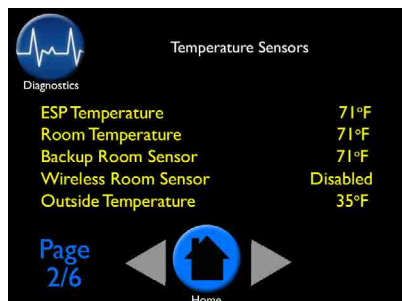 Temperature Sensors
Diagnostics
ESP Temperature 71°F
Room Temperature 71°F
Backup Room Sensor 71°F
Wireless Room Sensor Disabled
Outside Temperature 35°F
Page
2/6
Home